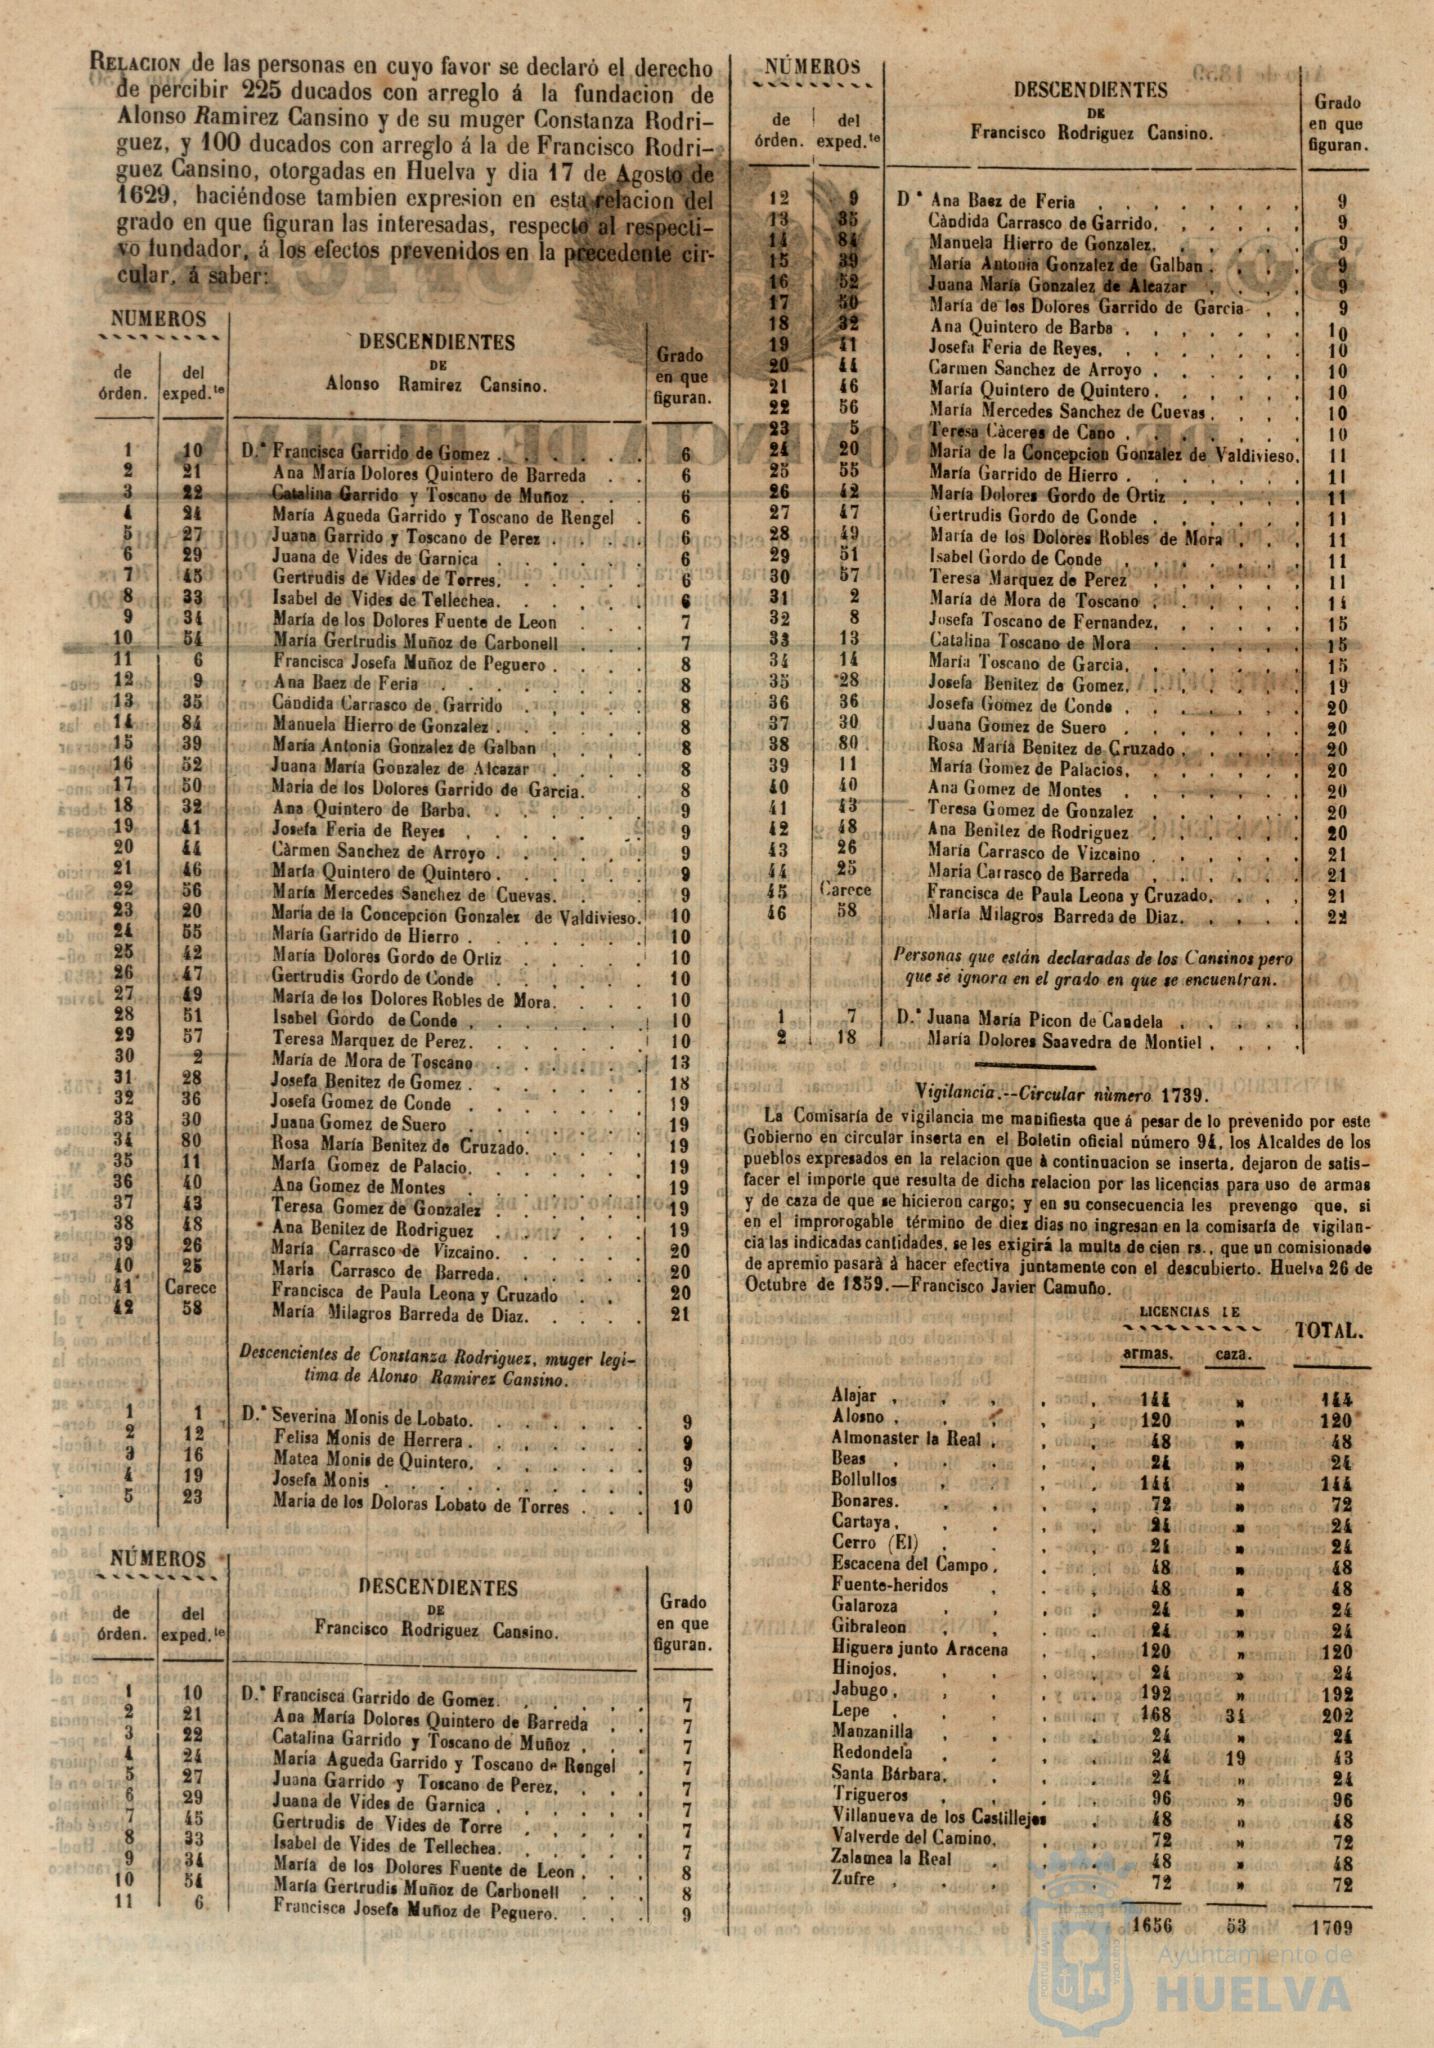 RELACION de las personas en cuyo favor se declaró el derecho
de percibir 225 ducados con arreglo á la fundacion de
Alonso Ramirez Cansino y de su muger Constanza Rodri-
guez, y 100 ducados con arreglo á la de Francisco Rodri-
guez Cansino, otorgadas en Huelva y dia 17 de Agosto de
1629, haciéndose tambien expresion en esta relacion del
grado en que figuran las interesadas, respecto al respecti-
vo fundador, á los efectos prevenidos en la precedente cir-
cular, á saber:
NUMEROS
de órden. del exped.te
DESCENDIENTES
DE
Alonso Ramirez Cansino.
Grado en que figuran.
1 10 D.ª Francisca Garrido de Gomez . . . . . . 6
2 21 Ana María Dolores Quintero de Barreda . . 6
3 22 Catalina Garrido y Toscano de Muñoz . . . 6
4 24 María Agueda Garrido y Toscano de Rengel . 6
5 27 Juana Garrido y Toscano de Perez . . . . 6
6 29 Juana de Vides de Garnica . . . . . . 6
7 45 Gertrudis de Vides de Torres. . . . . . 6
8 33 Isabel de Vides de Tellechea. . . . . . 6
9 34 María de los Dolores Fuente de Leon . . . 7
10 54 María Gertrudis Muñoz de Carbonell . . . 7
11 6 Francisca Josefa Muñoz de Peguero . . . . 8
12 9 Ana Baez de Feria . . . . . . . 8
13 35 Cándida Carrasco de Garrido . . . . . 8
14 84 Manuela Hierro de Gonzalez . . . . . . 8
15 39 María Antonia Gonzalez de Galban . . . . 8
16 52 Juana María Gonzalez de Alcazar . . . . 8
17 50 Maria de los Dolores Garrido de Garcia. . . 8
18 32 Ana Quintero de Barba. . . . . . . 9
19 41 Josefa Feria de Reyes . . . . . . 9
20 44 Càrmen Sanchez de Arroyo . . . . . . 9
21 46 María Quintero de Quintero . . . . . . 9
22 56 María Mercedes Sanchez de Cuevas. . . . 9
23 20 María de la Concepcion Gonzalez de Valdivieso. 10
24 55 María Garrido de Hierro . . . . . . 10
25 42 María Dolores Gordo de Ortiz . . . . . 10
26 47 Gertrudis Gordo de Conde . . . . . . 10
27 49 María de los Dolores Robles de Mora. . . . 10
28 51 Isabel Gordo de Conde . . . . . . 10
29 57 Teresa Marquez de Perez. . . . . . . 10
30 2 María de Mora de Toscano . . . . . . 13
31 28 Josefa Benitez de Gomez . . . . . . 18
32 36 Josefa Gomez de Conde . . . . . . 19
33 30 Juana Gomez de Suero . . . . . . 19
34 80 Rosa María Benitez de Cruzado. . . . . 19
35 11 María Gomez de Palacio. . . . . . . 19
36 40 Ana Gomez de Montes . . . . . . 19
37 43 Teresa Gomez de Gonzalez . . . . . . 19
38 48 Ana Benitez de Rodriguez . . . . . . 19
39 26 María Carrasco de Vizcaino. . . . . . 20
40 25 María Carrasco de Barreda. . . . . . 20
41 Carece Francisca de Paula Leona y Cruzado . . 20
42 58 María Milagros Barreda de Diaz. . . . . 21
Descencientes de Constanza Rodriguez, muger legi-
tima de Alonso Ramirez Cansino.
1 1 D.ª Severina Monis de Lobato. . . . . . . 9
2 12 Felisa Monis de Herrera . . . . . . 9
3 16 Matea Monis de Quintero. . . . . . . 9
4 19 Josefa Monis . . . . . . . . 9
5 23 Maria de los Doloras Lobato de Torres . . . 10
NÚMEROS
de órden. del exped.te
DESCENDIENTES
DE
Francisco Rodriguez Cansino.
Grado en que figuran.
1 10 D.ª Francisca Garrido de Gomez. . . . . . 7
2 21 Ana María Dolores Quintero de Barreda . . 7
3 22 Catalina Garrido y Toscano de Muñoz . . . 7
4 24 María Agueda Garrido y Toscano de Rengel . 7
5 27 Juana Garrido y Toscano de Perez, . . . 7
6 29 Juana de Vides de Garnica . . . . . . 7
7 45 Gertrudis de Vides de Torre . . . . . 7
8 33 Isabel de Vides de Tellechea. . . . . . 7
9 34 María de los Dolores Fuente de Leon . . . 8
10 54 María Gertrudis Muñoz de Carbonell . . . 8
11 6 Francisca Josefa Muñoz de Peguero. . . . 9
NÚMEROS
de órden. del exped.te
DESCENDIENTES
DE
Francisco Rodriguez Cansino.
Grado en que figuran.
12 9 D.ª Ana Baez de Feria . . . . . . . 9
13 35 Càndida Carrasco de Garrido. . . . . . 9
14 84 Manuela Hierro de Gonzalez. . . . . . 9
15 39 María Antonia Gonzalez de Galban . . . . 9
16 52 Juana María Gonzalez de Alcazar . . . . 9
17 50 María de los Dolores Garrido de Garcia . . 9
18 32 Ana Quintero de Barba . . . . . . 10
19 41 Josefa Feria de Reyes. . . . . . . 10
20 44 Carmen Sanchez de Arroyo . . . . . . 10
21 46 María Quintero de Quintero . . . . . . 10
22 56 María Mercedes Sanchez de Cuevas . . . . 10
23 5 Teresa Càceres de Cano . . . . . . 10
24 20 María de la Concepcion Gonzalez de Valdivieso. 11
25 55 María Garrido de Hierro . . . . . . 11
26 42 María Dolores Gordo de Ortiz . . . . . 11
27 47 Gertrudis Gordo de Conde . . . . . . 11
28 49 María de los Dolores Robles de Mora . . . 11
29 51 Isabel Gordo de Conde . . . . . . 11
30 57 Teresa Marquez de Perez . . . . . . 11
31 2 María de Mora de Toscano . . . . . . 14
32 8 Josefa Toscano de Fernandez. . . . . . 15
33 13 Catalina Toscano de Mora . . . . . . 15
34 14 María Toscano de Garcia. . . . . . . 15
35 28 Josefa Benitez de Gomez. . . . . . . 19
36 36 Josefa Gomez de Conde . . . . . . 20
37 30 Juana Gomez de Suero . . . . . . 20
38 80 Rosa María Benitez de Cruzado . . . . . 20
39 11 María Gomez de Palacios. . . . . . . 20
40 40 Ana Gomez de Montes . . . . . . 20
41 43 Teresa Gomez de Gonzalez . . . . . . 20
42 48 Ana Benitez de Rodriguez . . . . . . 20
43 26 María Carrasco de Vizcaino . . . . . . 21
44 25 Maria Carrasco de Barreda . . . . . . 21
45 Carece Francisca de Paula Leona y Cruzado. . . . 21
46 58 María Milagros Barreda de Diaz. . . . . 22
Personas que están declaradas de los Cansinos pero
que se ignora en el grado en que se encuentran.
1 7 D.ª Juana María Picon de Candela . . . . .
2 18 María Dolores Saavedra de Montiel . . . .
Vigilancia.--Circular nùmero 1739.
La Comisaría de vigilancia me manifiesta que á pesar de lo prevenido por este
Gobierno en circular inserta en el Boletin oficial número 94, los Alcaldes de los
pueblos expresados en la relacion que à continuacion se inserta, dejaron de satis-
facer el importe que resulta de dicha relacion por las licencias para uso de armas
y de caza de que se hicieron cargo; y en su consecuencia les prevengo que, si
en el improrogable término de diez dias no ingresan en la comisaría de vigilan-
cia las indicadas cantidades, se les exigirá la multa de cien rs., que un comisionado
de apremio pasará á hacer efectiva juntamente con el descubierto. Huelva 26 de
Octubre de 1859.—Francisco Javier Camuño.
LICENCIAS DE
armas. caza. TOTAL.
Alajar . . . . . 144 » 144
Alosno . . . . . 120 » 120
Almonaster la Real . . . 48 » 48
Beas . . . . . 24 » 24
Bollullos . . . . 144 » 144
Bonares. . . . . 72 » 72
Cartaya. . . . . 24 » 24
Cerro (El) . . . . 24 » 24
Escacena del Campo . . . 48 » 48
Fuente-heridos . . . 48 » 48
Galaroza . . . . 24 » 24
Gibraleon . . . . 24 » 24
Higuera junto Aracena . . 120 » 120
Hinojos. . . . . 24 » 24
Jabugo . . . . . 192 » 192
Lepe . . . . . 168 34 202
Manzanilla . . . . 24 » 24
Redondela . . . . 24 19 43
Santa Bárbara. . . . 24 » 24
Trigueros . . . . 96 » 96
Villanueva de los Castillejos . 48 » 48
Valverde del Camino. . . 72 » 72
Zalamea la Real . . . 48 » 48
Zufre . . . . . 72 » 72
1656 53 1709
Ayuntamiento de
HUELVA